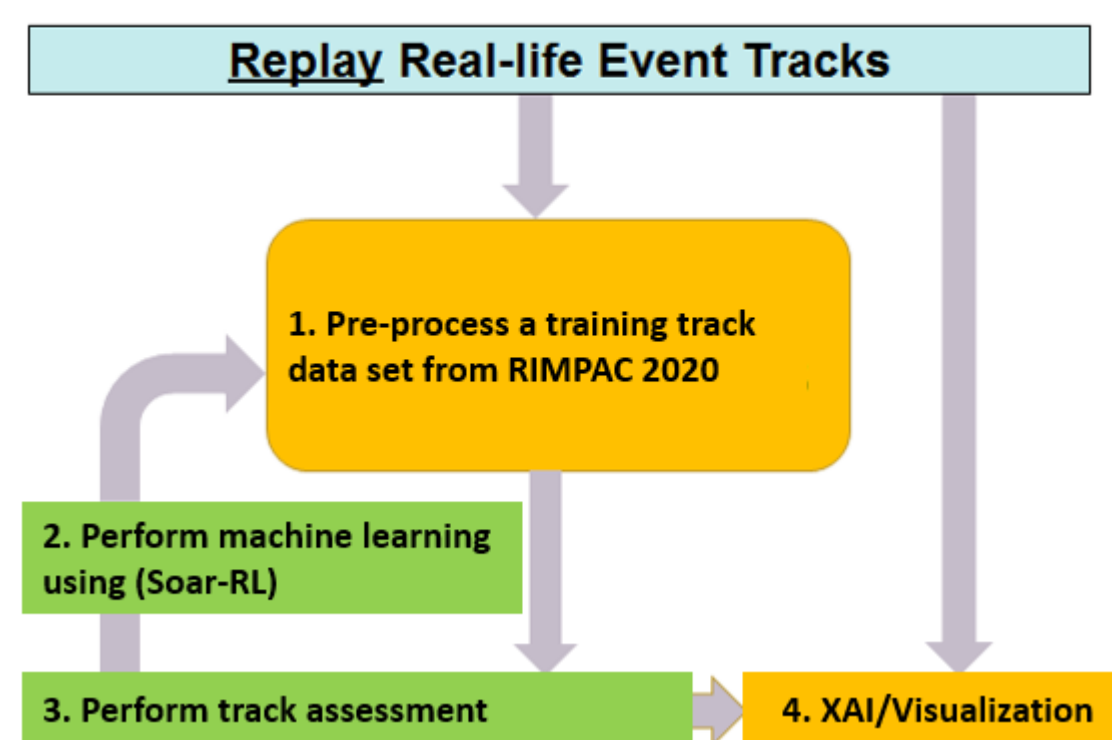 Replay Real-life Event Tracks
1. Pre-process a training track
data set from RIMPAC 2020
2. Perform machine learning
using (Soar-RL)
3. Perform track assessment
4. XAI/Visualization